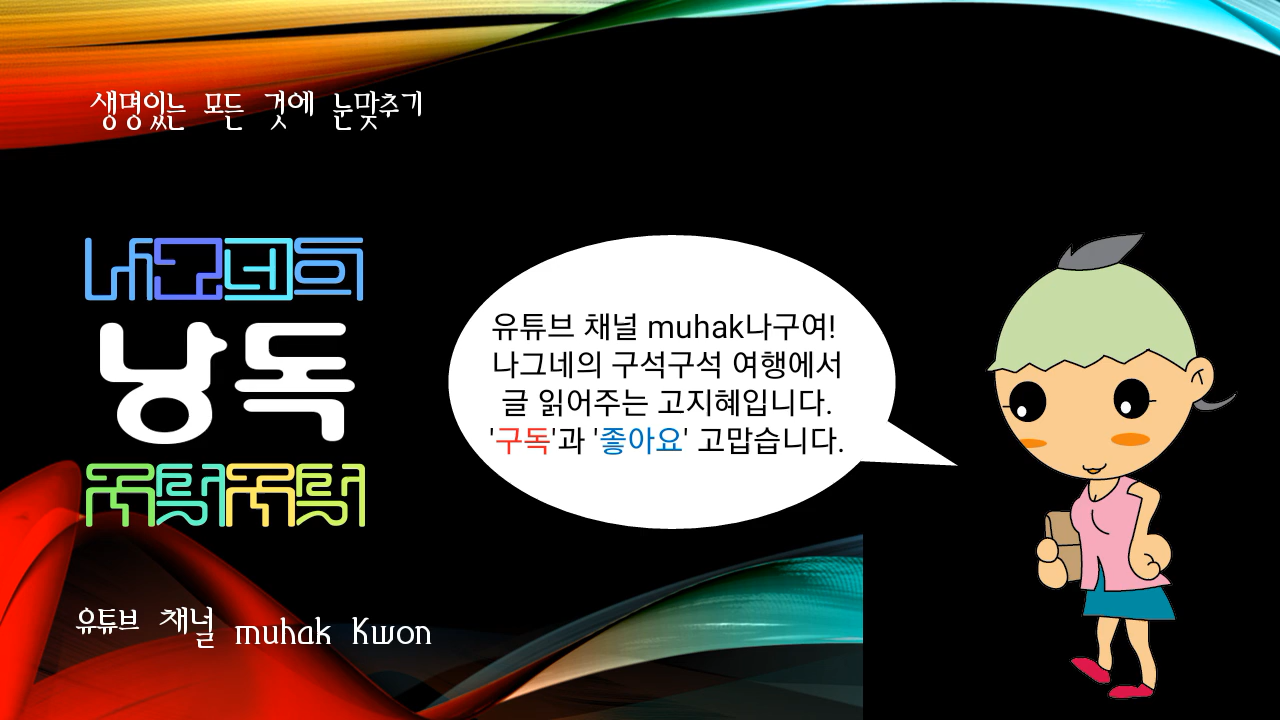 생명있는 모든 것에 눈맞추기
나그네의
낭독
구석구석
유튜브 채널 muhak나구여!
나그네의 구석구석 여행에서
글 읽어주는 고지혜입니다.
'구독'과 '좋아요' 고맙습니다.
유튜브 채널 muhak Kwon